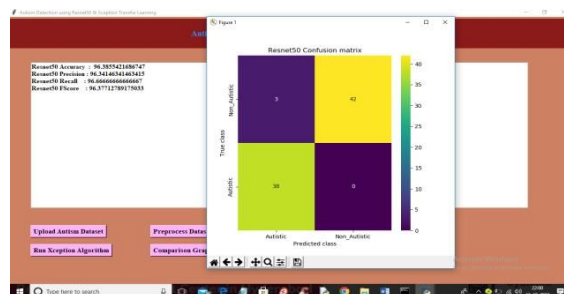 Autism Detection using Resnet50 & Xception Transfer Learning
Figure 1
Auti
Resnet50 Accuracy : 96.3855421686747
Resnet50 Precision : 96.34146341463415
Resnet50 Recall : 96.66666666666667
Resnet50 FScore : 96.37712789175033
Resnet50 Confusion matrix
Non_Autistic
3
42
True class
Autistic
38
0
Autistic
Non_Autistic
Predicted class
40
35
30
25
20
15
10
5
0
Upload Autism Dataset
Preprocess Datas
Run Xception Algorithm
Comparison Grap
Type here to search